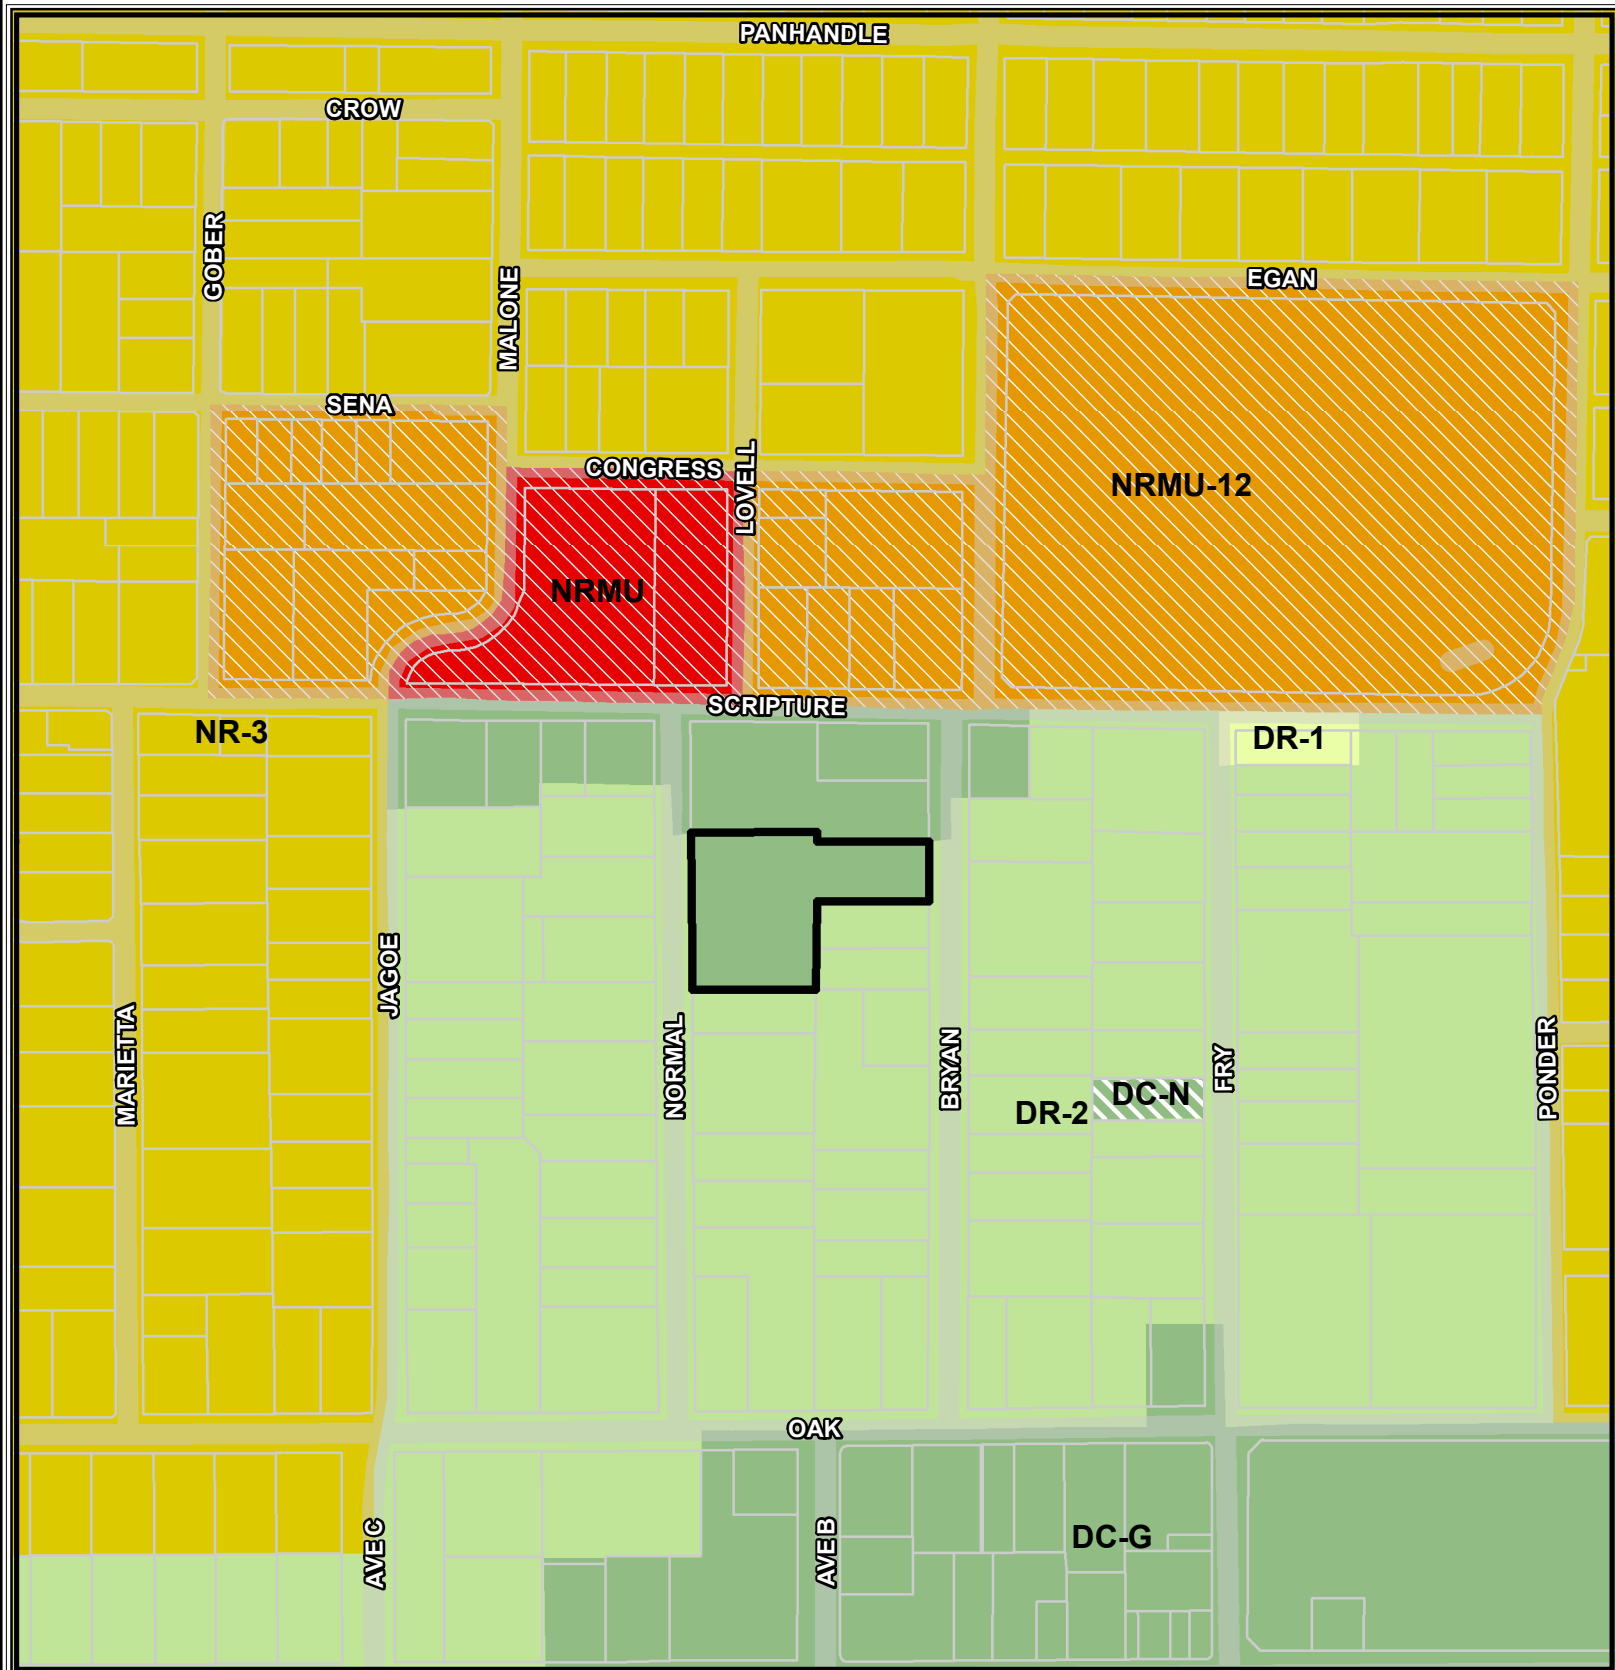 PANHANDLE
CROW
GOBER
MALONE
EGAN
SENA
CONGRESS
LOVELL
NRMU-12
NRMU
SCRIPTURE
NR-3
DR-1
JAGOE
MARIETTA
NORMAL
BRYAN
FRY
PONDER
DC-N
DR-2
OAK
AVE C
AVE B
DC-G